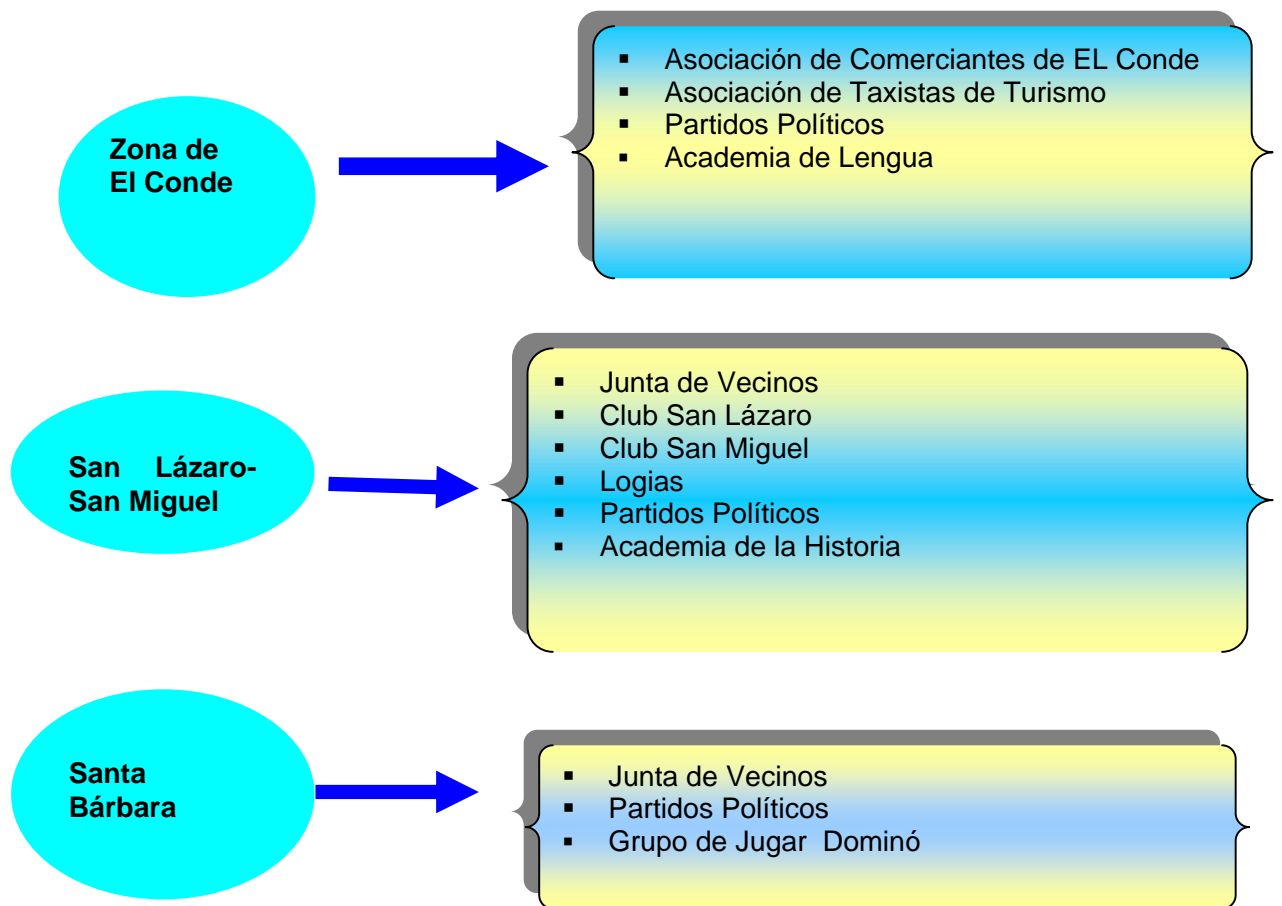 Zona de
El Conde
▪ Asociación de Comerciantes de EL Conde
▪ Asociación de Taxistas de Turismo
▪ Partidos Políticos
▪ Academia de Lengua
San Lázaro-
San Miguel
▪ Junta de Vecinos
▪ Club San Lázaro
▪ Club San Miguel
▪ Logias
▪ Partidos Políticos
▪ Academia de la Historia
Santa
Bárbara
▪ Junta de Vecinos
▪ Partidos Políticos
▪ Grupo de Jugar Dominó